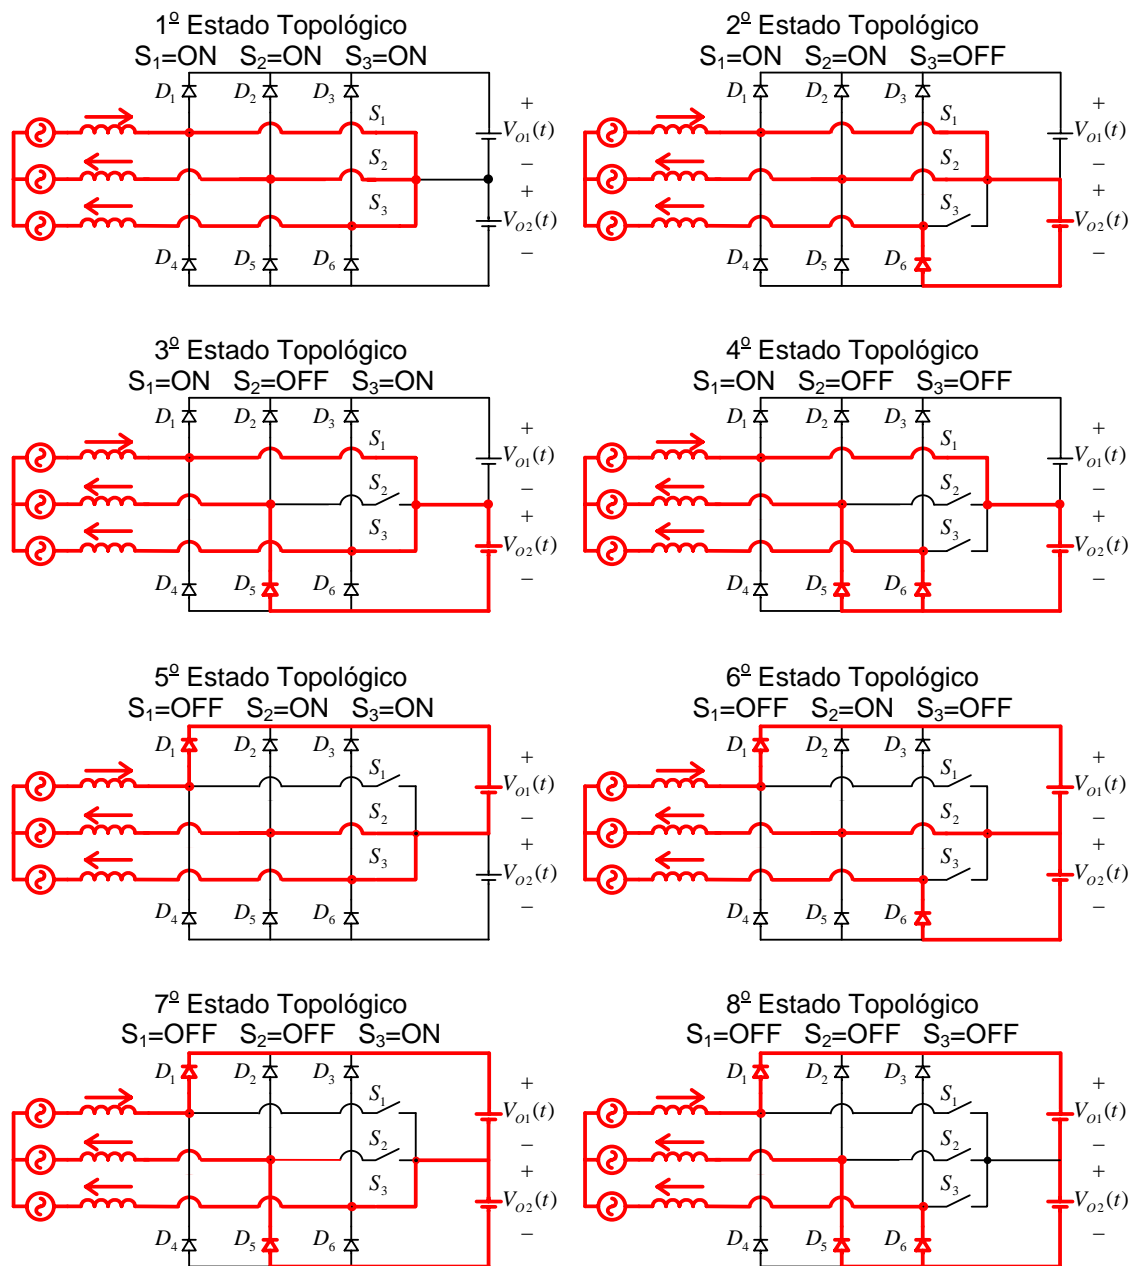 1º Estado Topológico
S1=ON S2=ON S3=ON
D1 D2 D3
S1
S2
S3
D4 D5 D6
+
VO1(t)
−
+
VO2(t)
−
2º Estado Topológico
S1=ON S2=ON S3=OFF
D1 D2 D3
S1
S2
S3
D4 D5 D6
+
VO1(t)
−
+
VO2(t)
−
3º Estado Topológico
S1=ON S2=OFF S3=ON
D1 D2 D3
S1
S2
S3
D4 D5 D6
+
VO1(t)
−
+
VO2(t)
−
4º Estado Topológico
S1=ON S2=OFF S3=OFF
D1 D2 D3
S1
S2
S3
D4 D5 D6
+
VO1(t)
−
+
VO2(t)
−
5º Estado Topológico
S1=OFF S2=ON S3=ON
D1 D2 D3
S1
S2
S3
D4 D5 D6
+
VO1(t)
−
+
VO2(t)
−
6º Estado Topológico
S1=OFF S2=ON S3=OFF
D1 D2 D3
S1
S2
S3
D4 D5 D6
+
VO1(t)
−
+
VO2(t)
−
7º Estado Topológico
S1=OFF S2=OFF S3=ON
D1 D2 D3
S1
S2
S3
D4 D5 D6
+
VO1(t)
−
+
VO2(t)
−
8º Estado Topológico
S1=OFF S2=OFF S3=OFF
D1 D2 D3
S1
S2
S3
D4 D5 D6
+
VO1(t)
−
+
VO2(t)
−